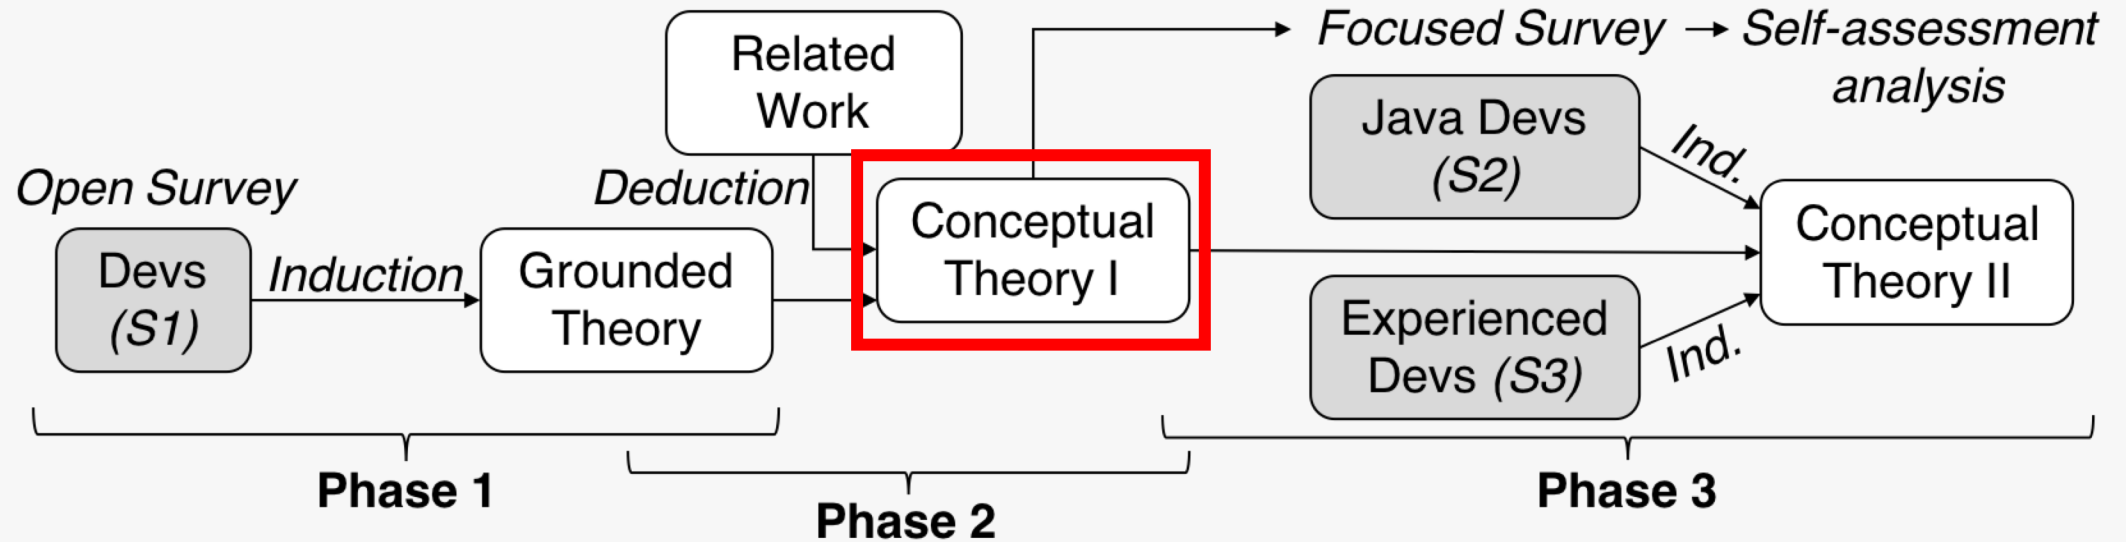 Related
Work
Focused Survey
Self-assessment
analysis
Java Devs
(S2)
Ind.
Open Survey
Deduction
Devs
(S1)
Induction
Grounded
Theory
Conceptual
Theory I
Conceptual
Theory II
Experienced
Devs (S3)
Ind.
Phase 1
Phase 2
Phase 3